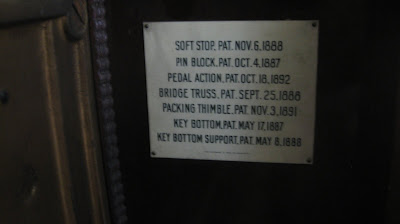 SOFT STOP, PAT. NOV. 6, 1888
PIN BLOCK, PAT. OCT. 4, 1887
PEDAL ACTION, PAT. OCT. 18, 1892
BRIDGE TRUSS, PAT. SEPT. 25, 1888
PACKING THIMBLE, PAT. NOV. 3, 1891
KEY BOTTOM, PAT. MAY 17, 1887
KEY BOTTOM SUPPORT, PAT. MAY 8, 1888